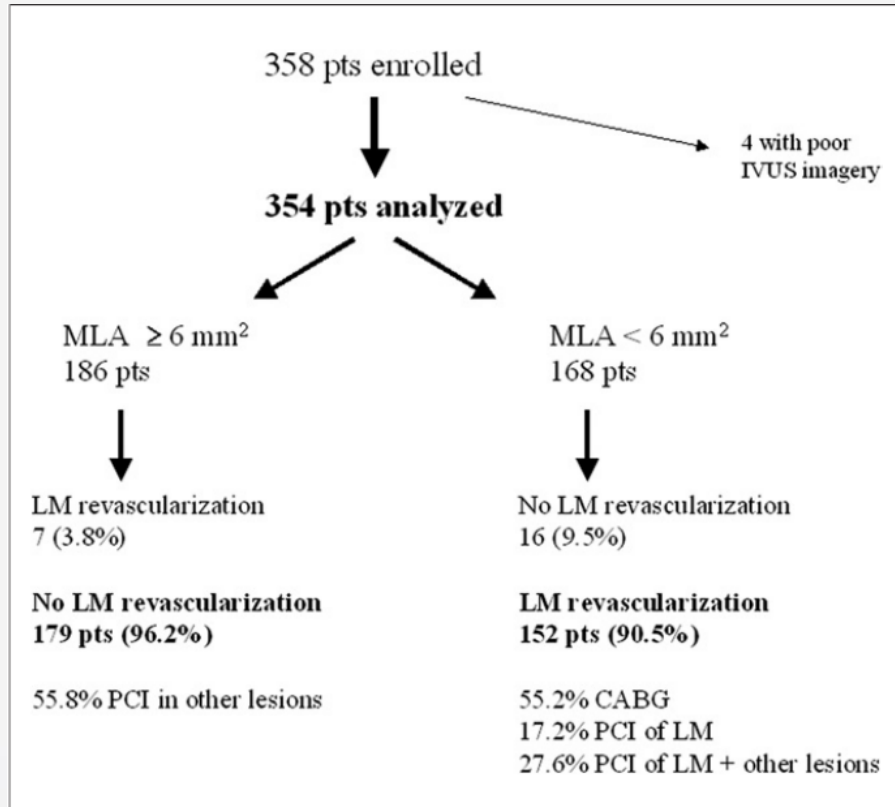 358 pts enrolled
4 with poor
IVUS imagery
354 pts analyzed
MLA ≥ 6 mm²
186 pts
MLA < 6 mm²
168 pts
LM revascularization
7 (3.8%)
No LM revascularization
179 pts (96.2%)
55.8% PCI in other lesions
No LM revascularization
16 (9.5%)
LM revascularization
152 pts (90.5%)
55.2% CABG
17.2% PCI of LM
27.6% PCI of LM + other lesions